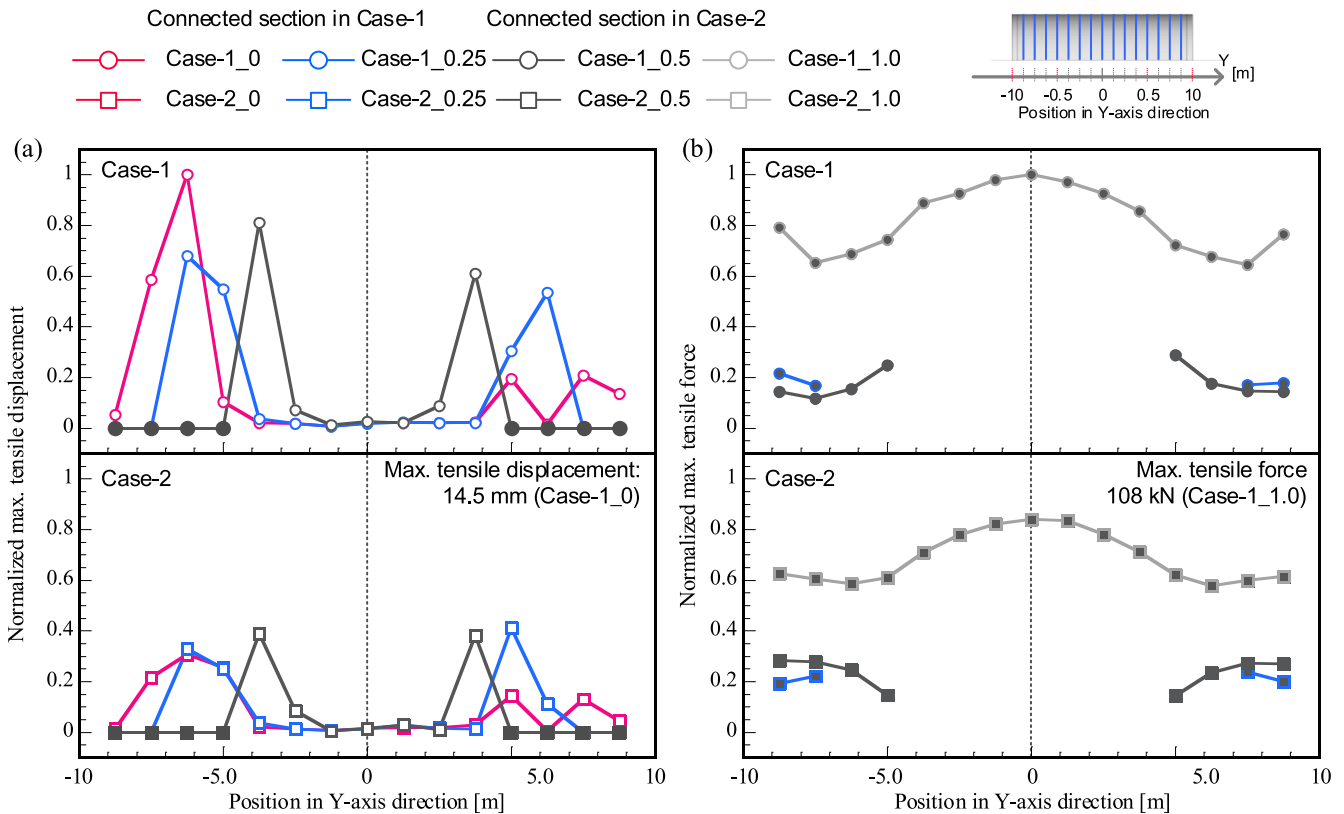 Connected section in Case-1 Connected section in Case-2
Case-1_0 Case-1_0.25 Case-1_0.5 Case-1_1.0
Case-2_0 Case-2_0.25 Case-2_0.5 Case-2_1.0
Y
[m]
-10 -0.5 0 0.5 10
Position in Y-axis direction
(a)
Normalized max. tensile displacement
Case-1
1
0.8
0.6
0.4
0.2
0
Case-2
Max. tensile displacement:
14.5 mm (Case-1_0)
1
0.8
0.6
0.4
0.2
0
-10 -5.0 0 5.0 10
Position in Y-axis direction [m]
(b)
Normalized max. tensile force
Case-1
1
0.8
0.6
0.4
0.2
0
Case-2
Max. tensile force
108 kN (Case-1_1.0)
1
0.8
0.6
0.4
0.2
0
-10 -5.0 0 5.0 10
Position in Y-axis direction [m]